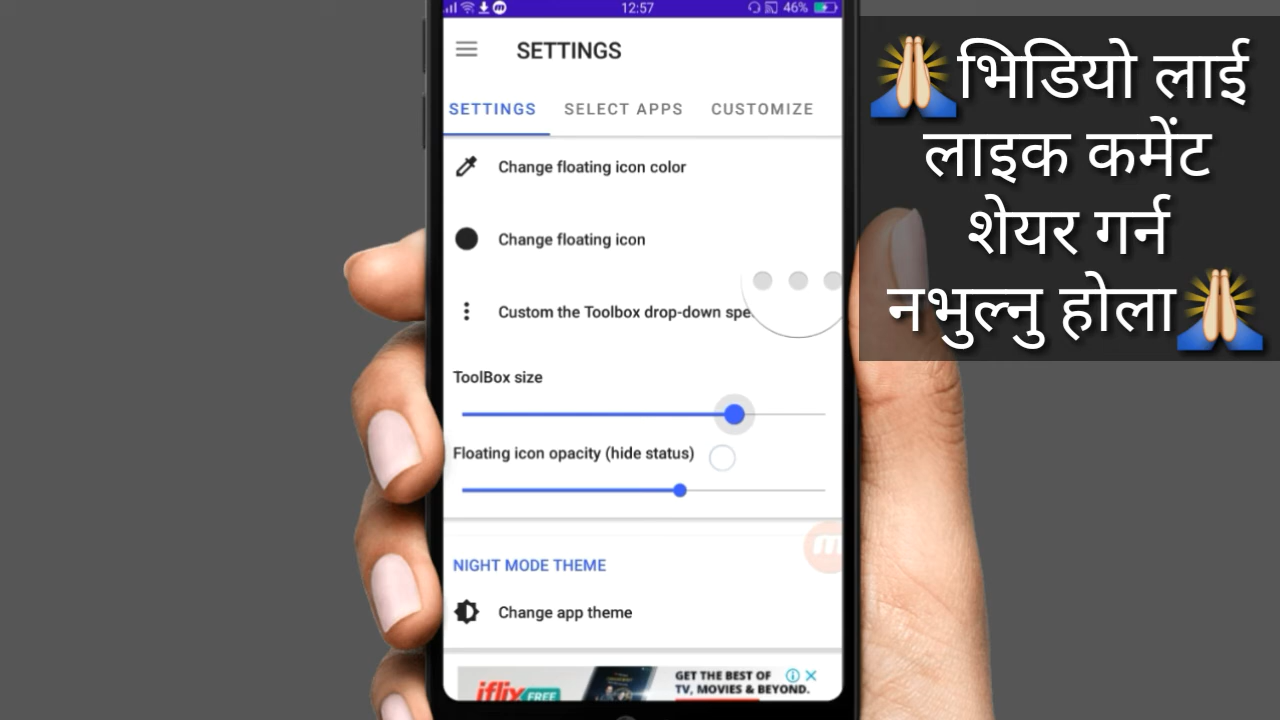 12:57
46%
SETTINGS
SETTINGS SELECT APPS CUSTOMIZE
Change floating icon color
Change floating icon
Custom the Toolbox drop-down spe
ToolBox size
Floating icon opacity (hide status)
NIGHT MODE THEME
Change app theme
iflix FREE
GET THE BEST OF
TV, MOVIES & BEYOND.
🙏भिडियो लाई
लाइक कमेंट
शेयर गर्न
नभुल्नु होला🙏